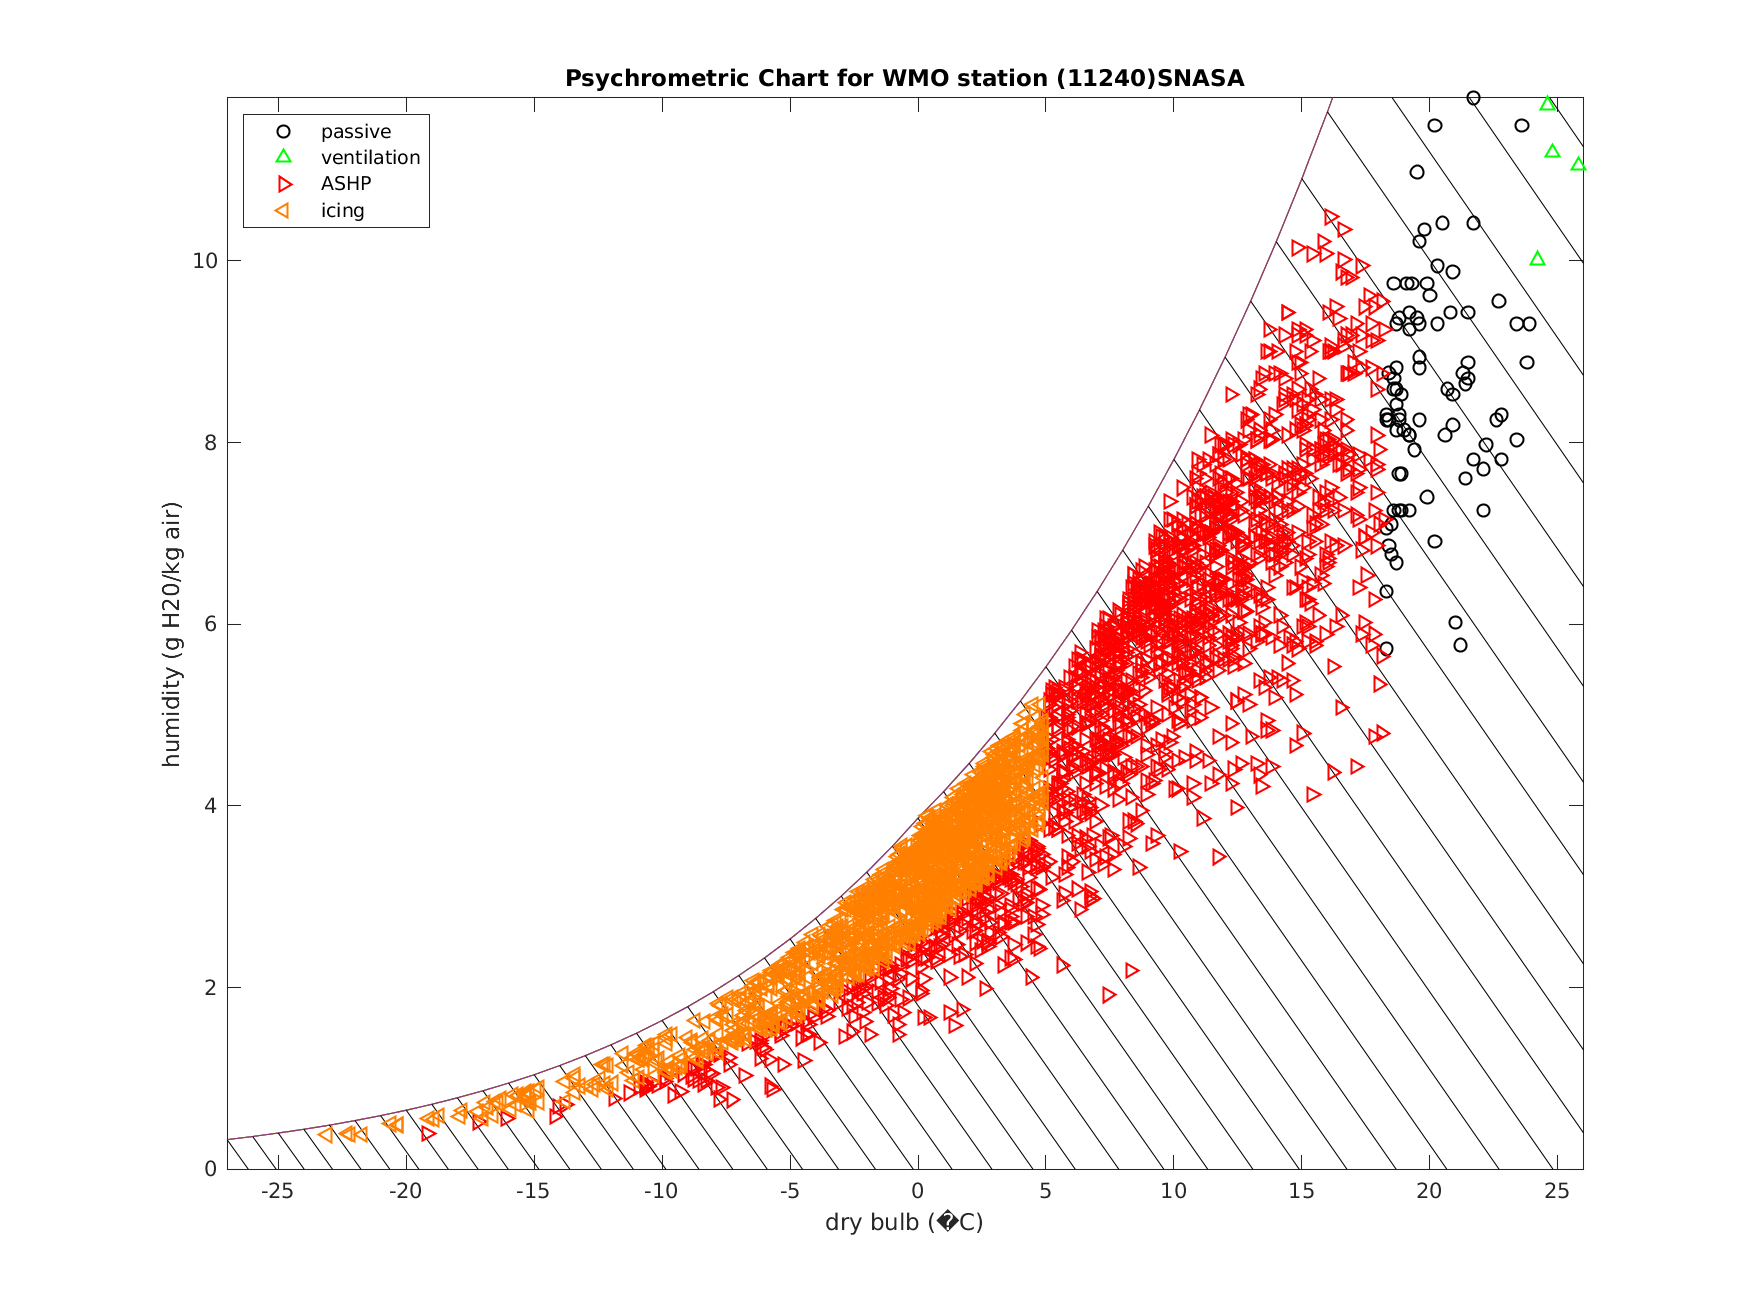 Psychrometric Chart for WMO station (11240)SNASA
passive
ventilation
ASHP
icing
10
8
6
4
2
0
humidity (g H20/kg air)
-25 -20 -15 -10 -5 0 5 10 15 20 25
dry bulb (�C)